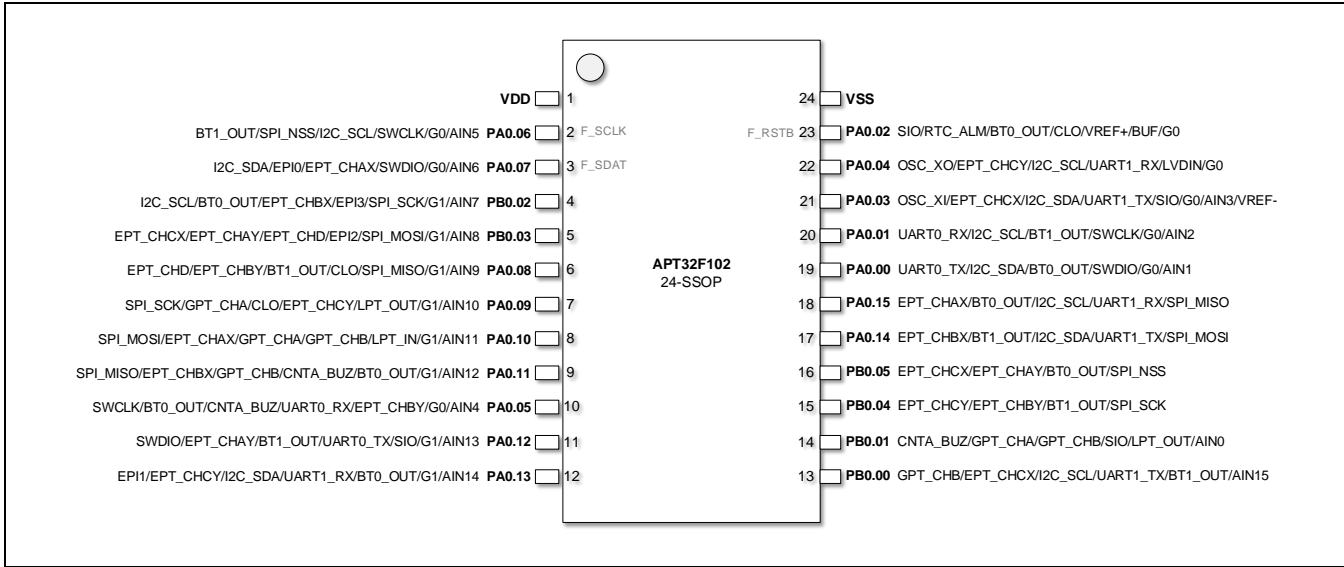 VDD 1
24 VSS
BT1_OUT/SPI_NSS/I2C_SCL/SWCLK/G0/AIN5 PA0.06 2 F_SCLK
F_RSTB 23 PA0.02 SIO/RTC_ALM/BT0_OUT/CLO/VREF+/BUF/G0
I2C_SDA/EPI0/EPT_CHAX/SWDIO/G0/AIN6 PA0.07 3 F_SDAT
22 PA0.04 OSC_XO/EPT_CHCY/I2C_SCL/UART1_RX/LVDIN/G0
I2C_SCL/BT0_OUT/EPT_CHBX/EPI3/SPI_SCK/G1/AIN7 PB0.02 4
21 PA0.03 OSC_XI/EPT_CHCX/I2C_SDA/UART1_TX/SIO/G0/AIN3/VREF-
EPT_CHCX/EPT_CHAY/EPT_CHD/EPI2/SPI_MOSI/G1/AIN8 PB0.03 5
20 PA0.01 UART0_RX/I2C_SCL/BT1_OUT/SWCLK/G0/AIN2
EPT_CHD/EPT_CHBY/BT1_OUT/CLO/SPI_MISO/G1/AIN9 PA0.08 6
APT32F102
24-SSOP
19 PA0.00 UART0_TX/I2C_SDA/BT0_OUT/SWDIO/G0/AIN1
SPI_SCK/GPT_CHA/CLO/EPT_CHCY/LPT_OUT/G1/AIN10 PA0.09 7
18 PA0.15 EPT_CHAX/BT0_OUT/I2C_SCL/UART1_RX/SPI_MISO
SPI_MOSI/EPT_CHAX/GPT_CHA/GPT_CHB/LPT_IN/G1/AIN11 PA0.10 8
17 PA0.14 EPT_CHBX/BT1_OUT/I2C_SDA/UART1_TX/SPI_MOSI
SPI_MISO/EPT_CHBX/GPT_CHB/CNTA_BUZ/BT0_OUT/G1/AIN12 PA0.11 9
16 PB0.05 EPT_CHCX/EPT_CHAY/BT0_OUT/SPI_NSS
SWCLK/BT0_OUT/CNTA_BUZ/UART0_RX/EPT_CHBY/G0/AIN4 PA0.05 10
15 PB0.04 EPT_CHCY/EPT_CHBY/BT1_OUT/SPI_SCK
SWDIO/EPT_CHAY/BT1_OUT/UART0_TX/SIO/G1/AIN13 PA0.12 11
14 PB0.01 CNTA_BUZ/GPT_CHA/GPT_CHB/SIO/LPT_OUT/AIN0
EPI1/EPT_CHCY/I2C_SDA/UART1_RX/BT0_OUT/G1/AIN14 PA0.13 12
13 PB0.00 GPT_CHB/EPT_CHCX/I2C_SCL/UART1_TX/BT1_OUT/AIN15